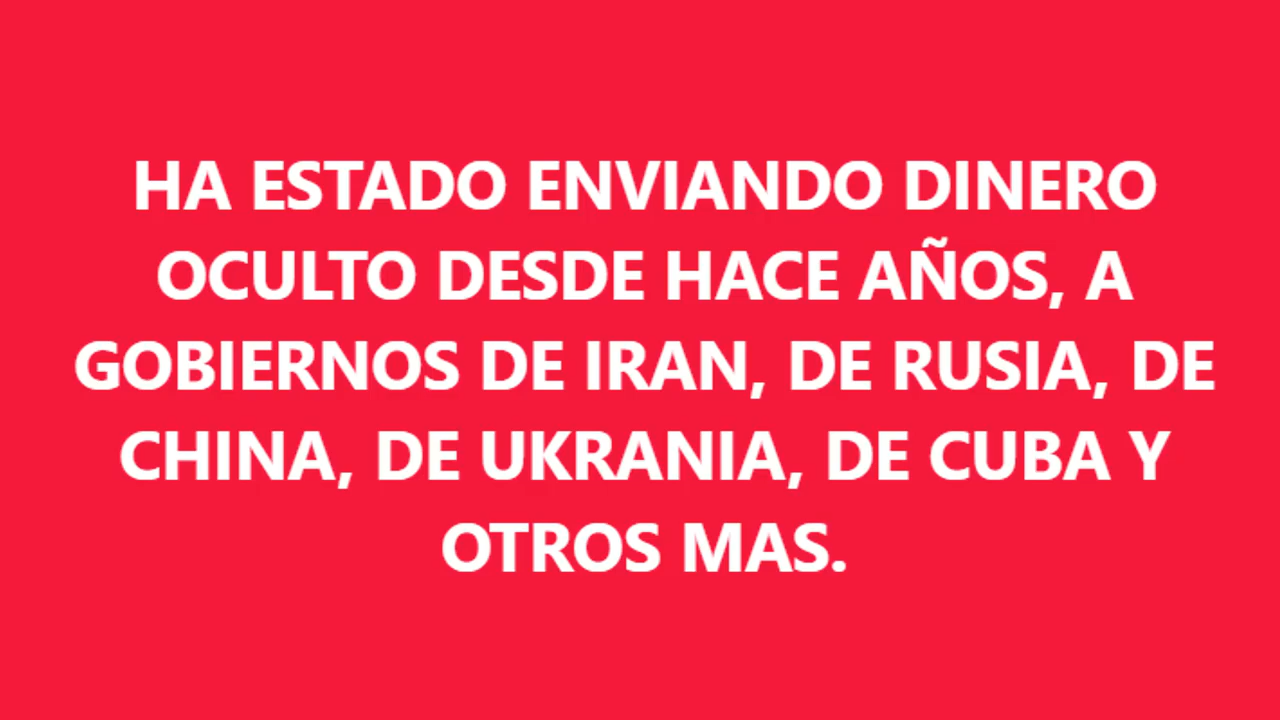 HA ESTADO ENVIANDO DINERO
OCULTO DESDE HACE AÑOS, A
GOBIERNOS DE IRAN, DE RUSIA, DE
CHINA, DE UKRANIA, DE CUBA Y
OTROS MAS.